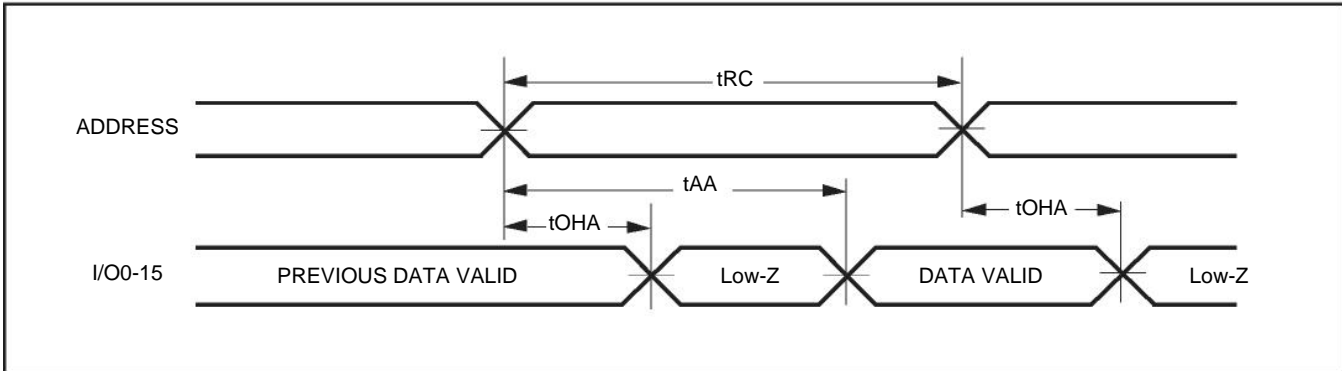 tRC
ADDRESS
tAA
tOHA
tOHA
I/O0-15
PREVIOUS DATA VALID
Low-Z
DATA VALID
Low-Z